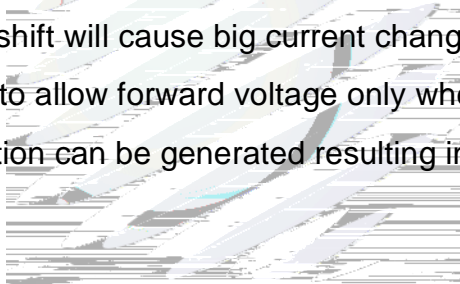 shift will cause big current chang
to allow forward voltage only whe
tion can be generated resulting in